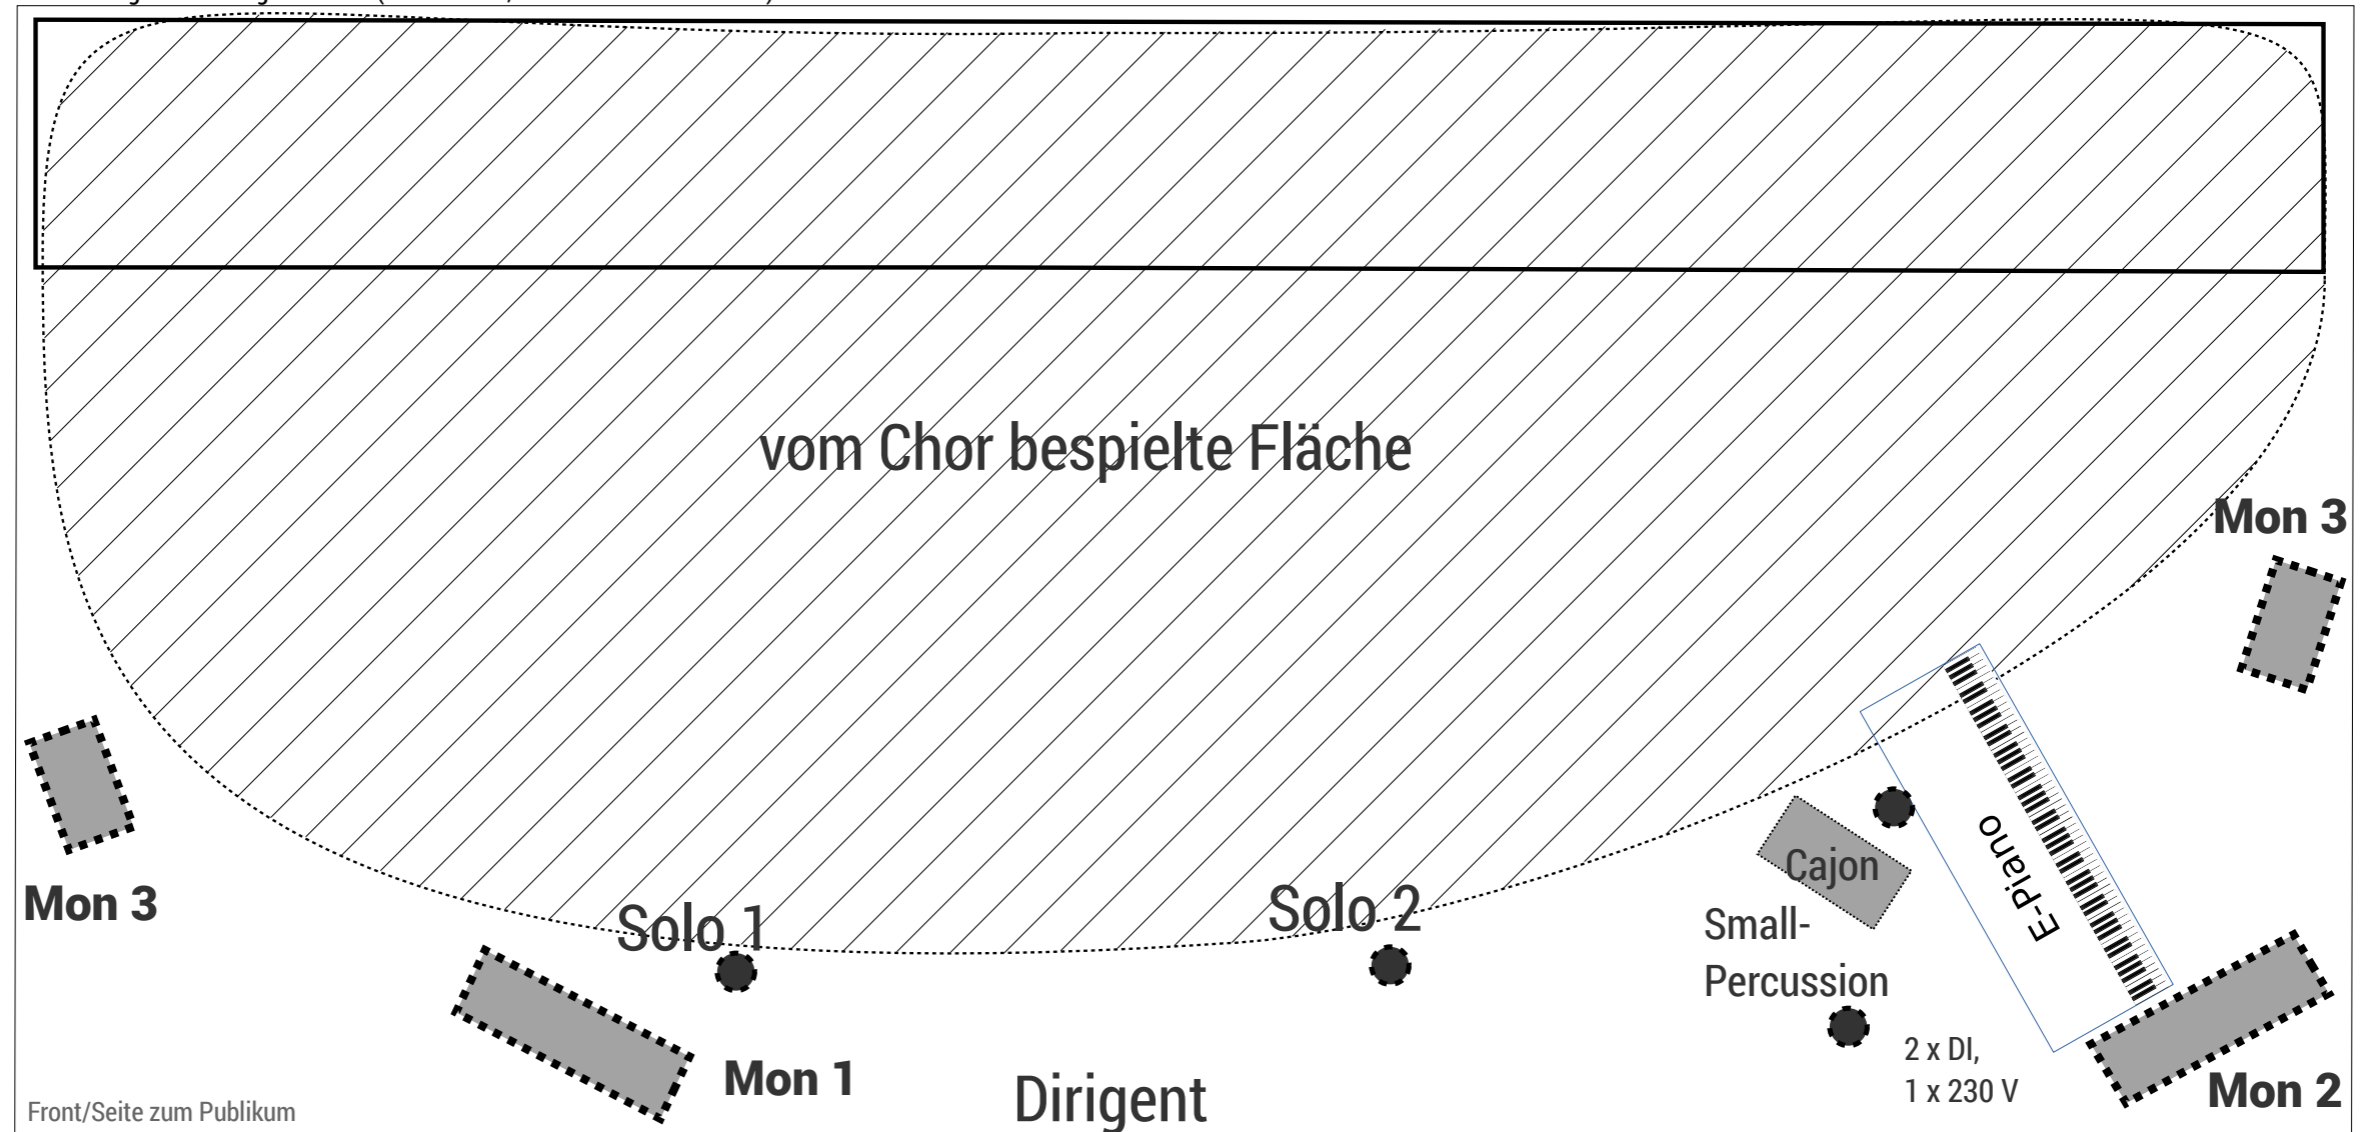 vom Chor bespielte Fläche
Mon 3
Mon 3
Solo 1
Solo 2
Cajon
Small-
Percussion
E-Piano
Mon 1
Dirigent
2 x DI,
1 x 230 V
Mon 2
Front/Seite zum Publikum